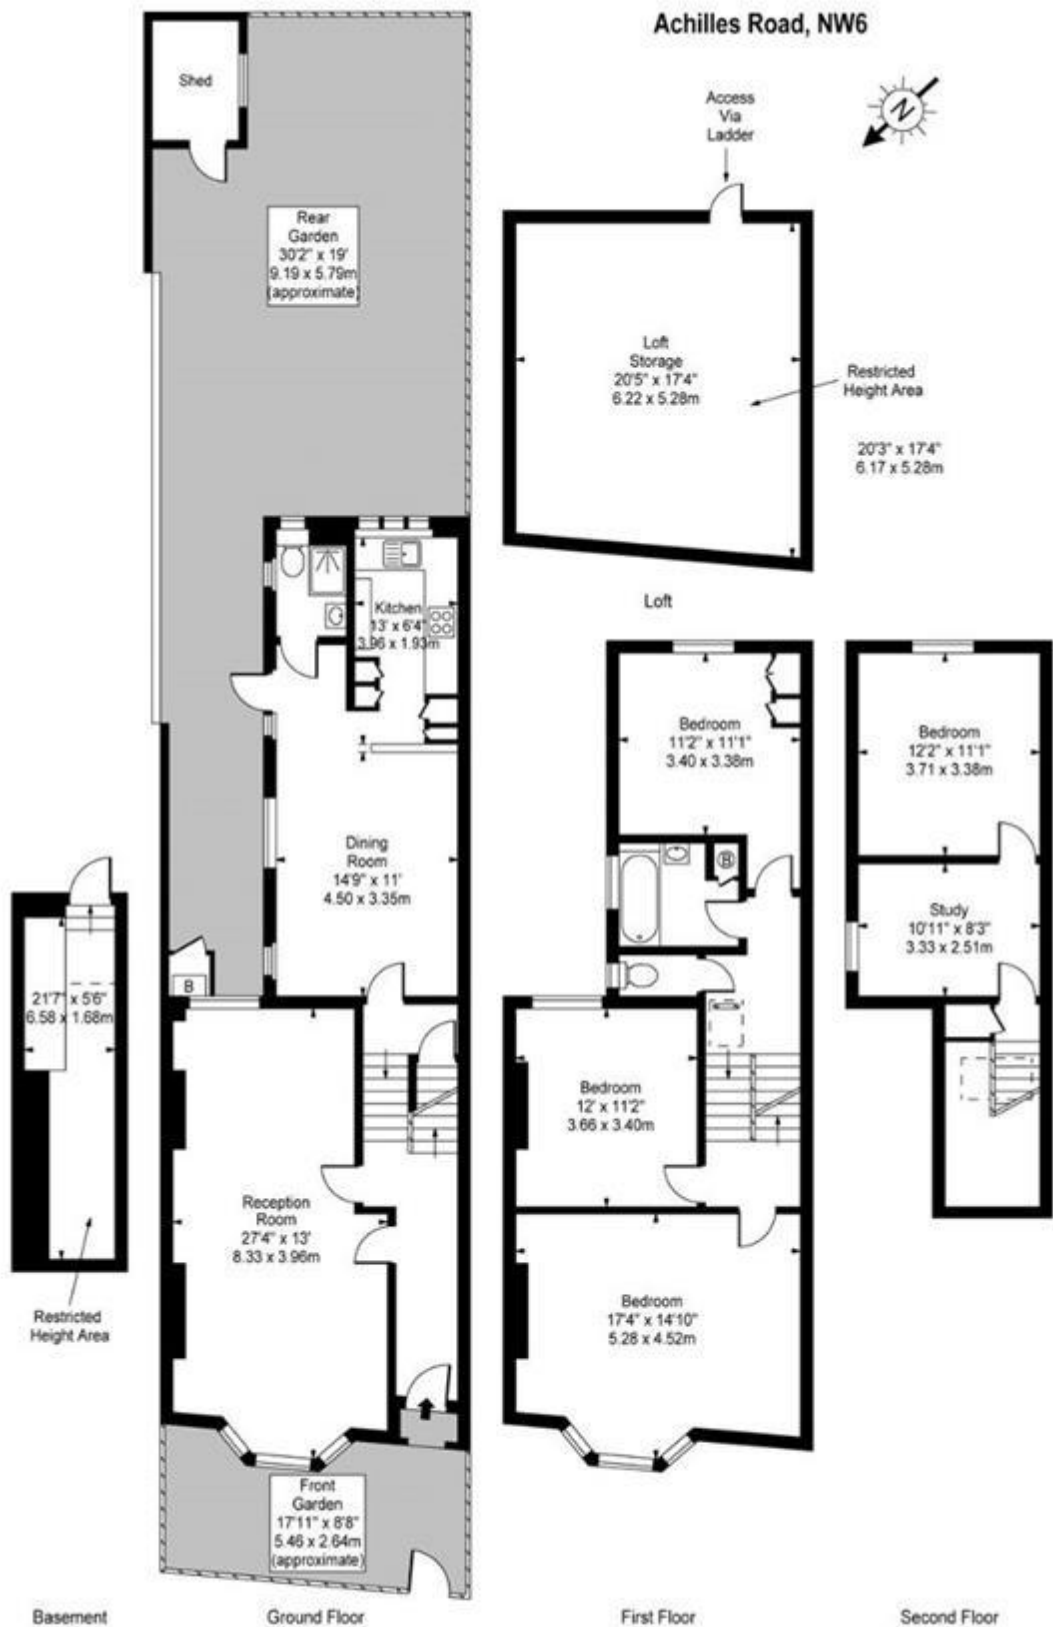 Achilles Road, NW6
Shed
Access
Via
Ladder
N
Rear
Garden
30'2" x 19'
9.19 x 5.79m
(approximate)
Loft
Storage
20'5" x 17'4"
6.22 x 5.28m
Restricted
Height Area
20'3" x 17'4"
6.17 x 5.28m
Loft
Kitchen
13' x 6'4"
3.96 x 1.93m
Bedroom
11'2" x 11'1"
3.40 x 3.38m
Bedroom
12'2" x 11'1"
3.71 x 3.38m
Dining
Room
14'9" x 11'
4.50 x 3.35m
B
Study
10'11" x 8'3"
3.33 x 2.51m
21'7" x 5'6"
6.58 x 1.68m
B
Bedroom
12' x 11'2"
3.66 x 3.40m
Reception
Room
27'4" x 13'
8.33 x 3.96m
Restricted
Height Area
Bedroom
17'4" x 14'10"
5.28 x 4.52m
Front
Garden
17'11" x 8'8"
5.46 x 2.64m
(approximate)
Basement
Ground Floor
First Floor
Second Floor